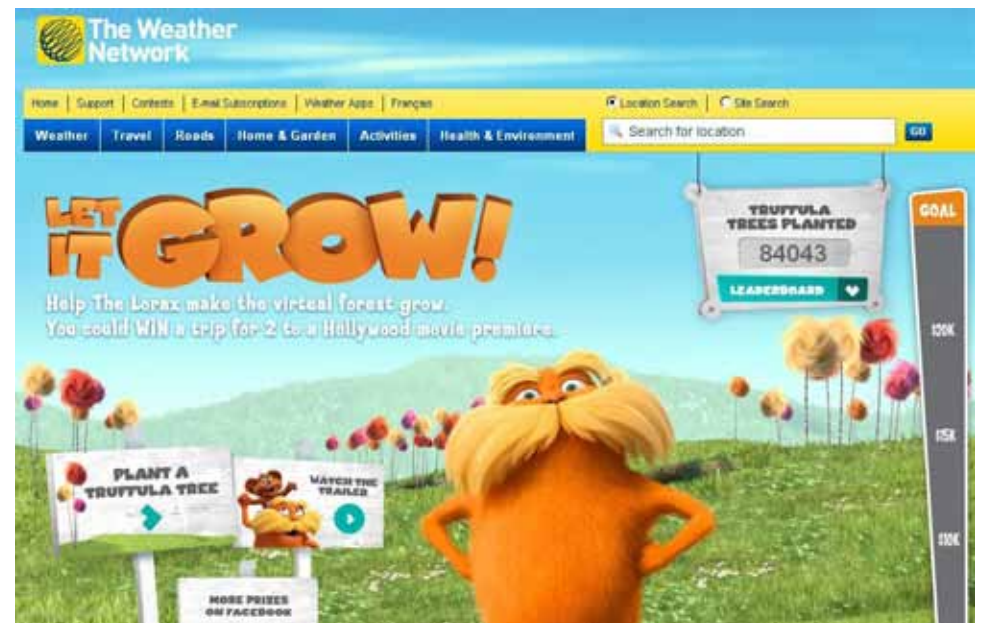 The Weather
Network
Home | Support | Contests | E-mail Subscriptions | Weather Apps | Français
Location Search | Site Search
Weather Travel Roads Home & Garden Activities Health & Environment
Search for location
GO
LET
IT
GROW!
Help The Lorax make the virtual forest grow.
You could WIN a trip for 2 to a Hollywood movie premiere.
TRUFFULA
TREES PLANTED
84043
LEADERBOARD
GOAL
$20K
$15K
$10K
PLANT A
TRUFFULA TREE
WATCH THE
TRAILER
MORE PRIZES
ON FACEBOOK